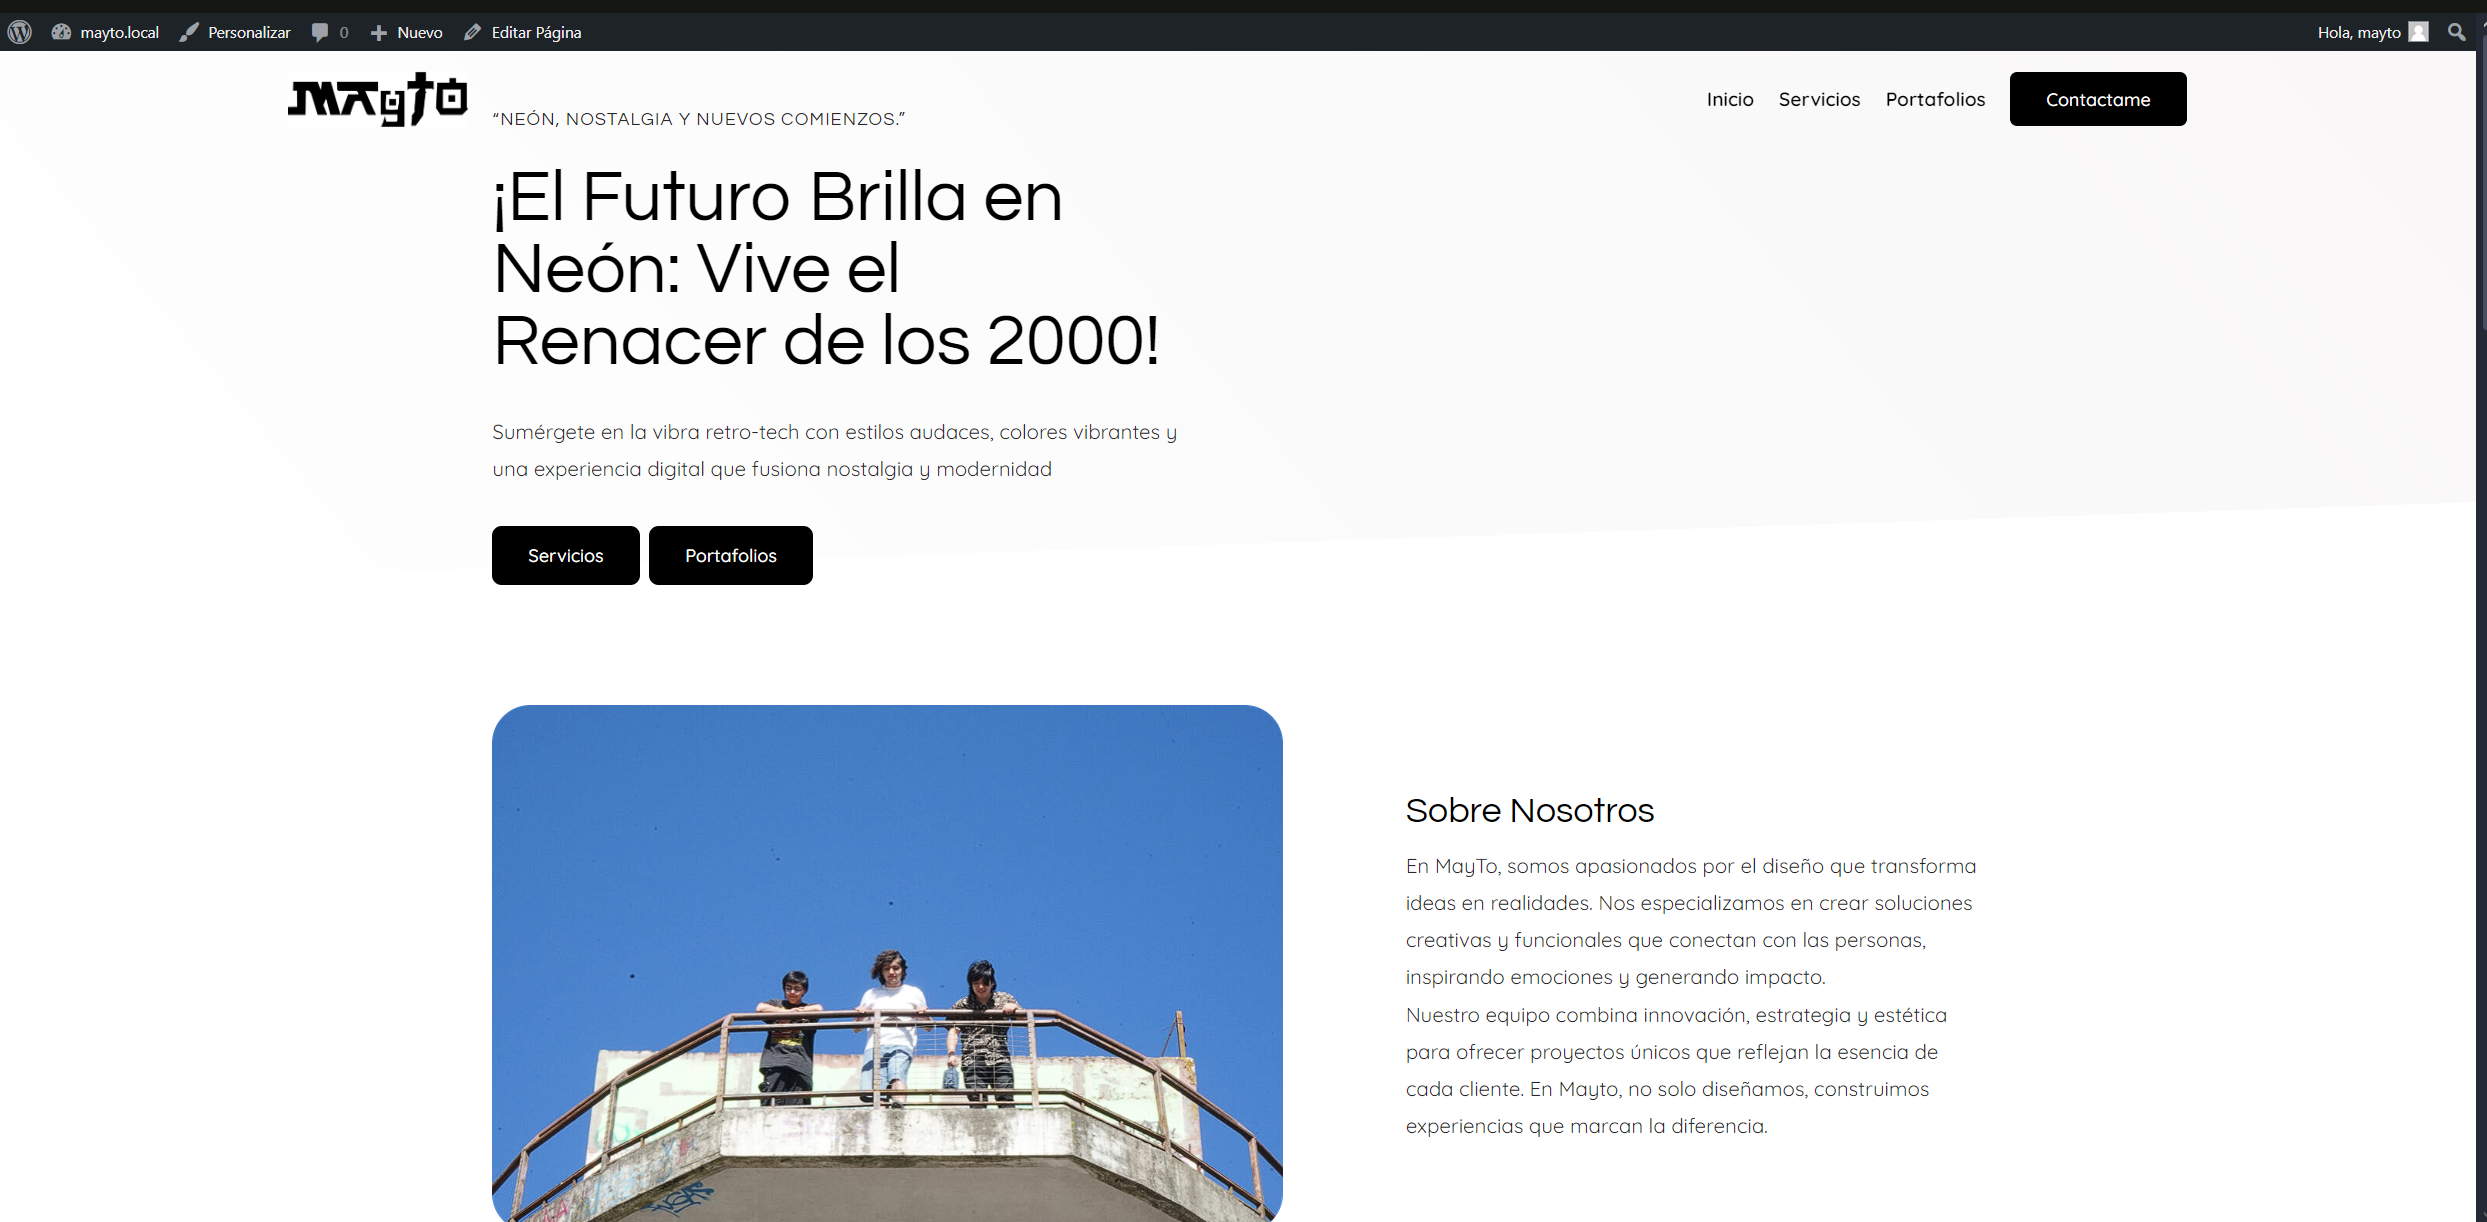 mayto.local
Personalizar
0
Nuevo
Editar Página
Hola, mayto
MAyTO
Inicio
Servicios
Portafolios
Contactame
“NEÓN, NOSTALGIA Y NUEVOS COMIENZOS.”
¡El Futuro Brilla en
Neón: Vive el
Renacer de los 2000!
Sumérgete en la vibra retro-tech con estilos audaces, colores vibrantes y
una experiencia digital que fusiona nostalgia y modernidad
Servicios
Portafolios
Sobre Nosotros
En MayTo, somos apasionados por el diseño que transforma
ideas en realidades. Nos especializamos en crear soluciones
creativas y funcionales que conectan con las personas,
inspirando emociones y generando impacto.
Nuestro equipo combina innovación, estrategia y estética
para ofrecer proyectos únicos que reflejan la esencia de
cada cliente. En Mayto, no solo diseñamos, construimos
experiencias que marcan la diferencia.